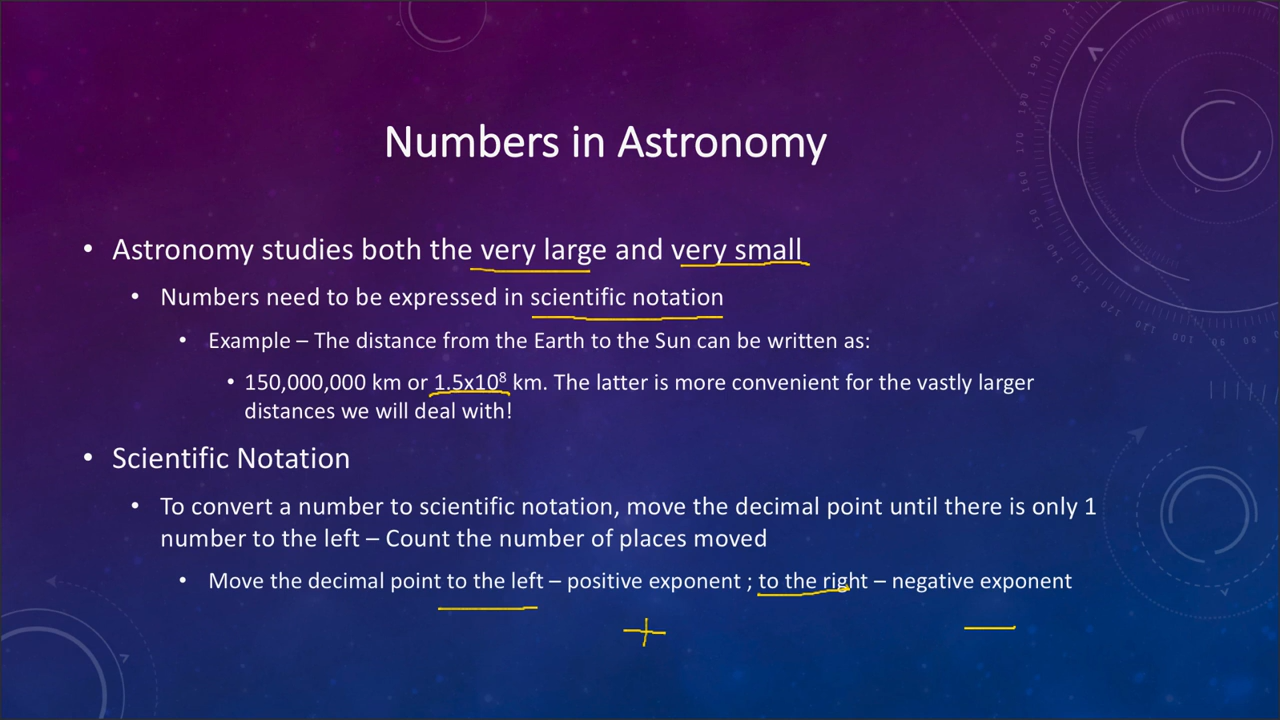 Numbers in Astronomy
• Astronomy studies both the very large and very small
• Numbers need to be expressed in scientific notation
• Example – The distance from the Earth to the Sun can be written as:
• 150,000,000 km or 1.5x10⁸ km. The latter is more convenient for the vastly larger
distances we will deal with!
• Scientific Notation
• To convert a number to scientific notation, move the decimal point until there is only 1
number to the left – Count the number of places moved
• Move the decimal point to the left – positive exponent ; to the right – negative exponent
+ —